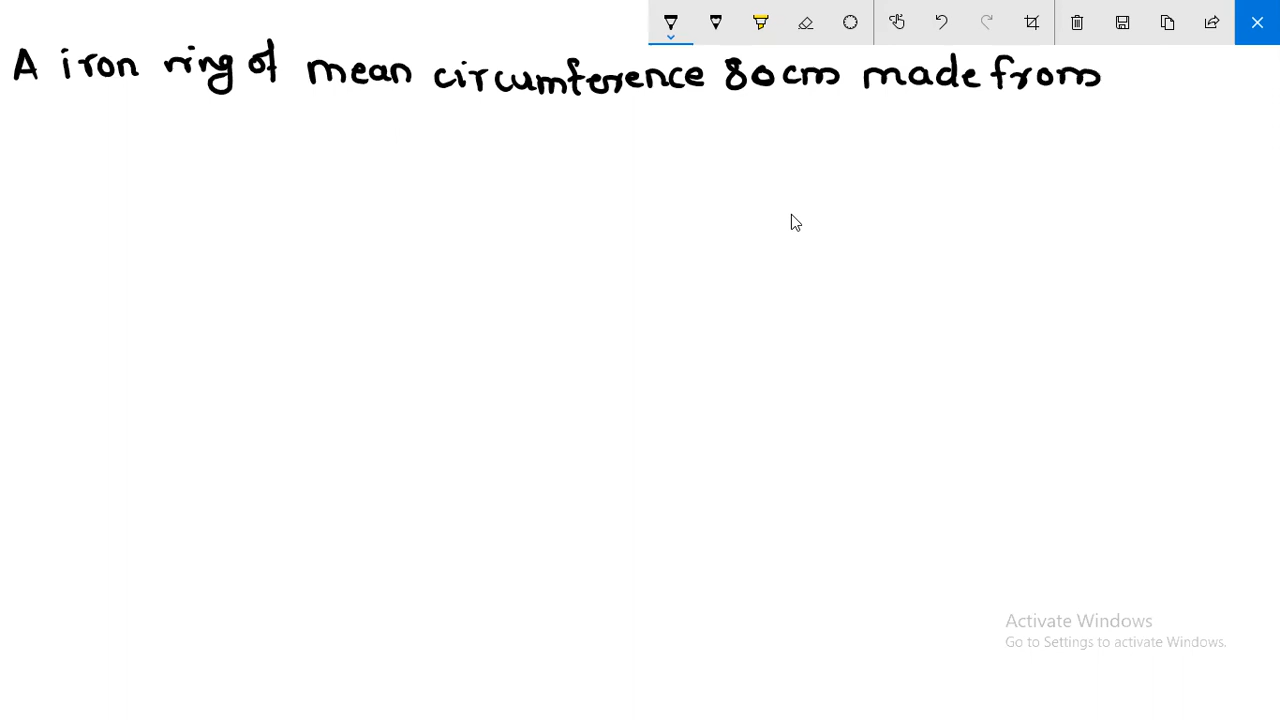 A iron ring of mean circumference 80cm made from
Activate Windows
Go to Settings to activate Windows.